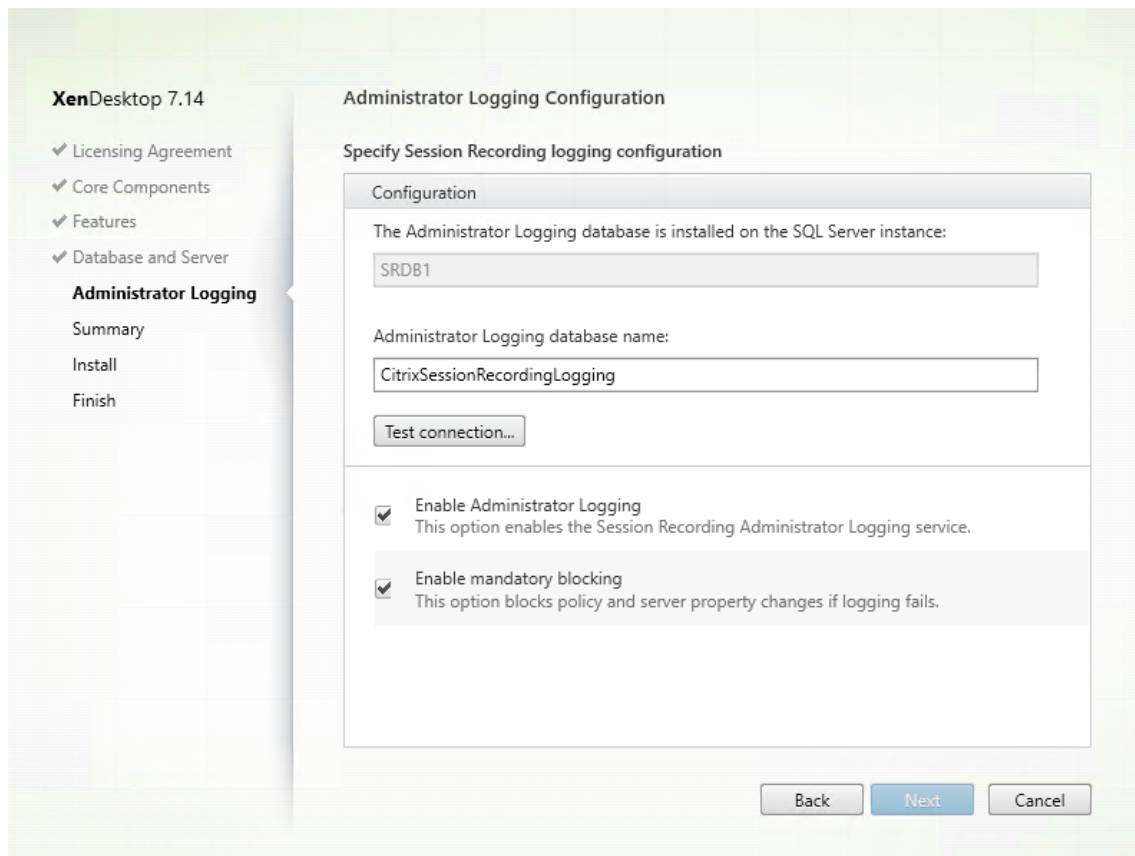 XenDesktop 7.14
Licensing Agreement
Core Components
Features
Database and Server
Administrator Logging
Summary
Install
Finish
Administrator Logging Configuration
Specify Session Recording logging configuration
Configuration
The Administrator Logging database is installed on the SQL Server instance:
SRDB1
Administrator Logging database name:
CitrixSessionRecordingLogging
Test connection...
Enable Administrator Logging
This option enables the Session Recording Administrator Logging service.
Enable mandatory blocking
This option blocks policy and server property changes if logging fails.
Back
Next
Cancel